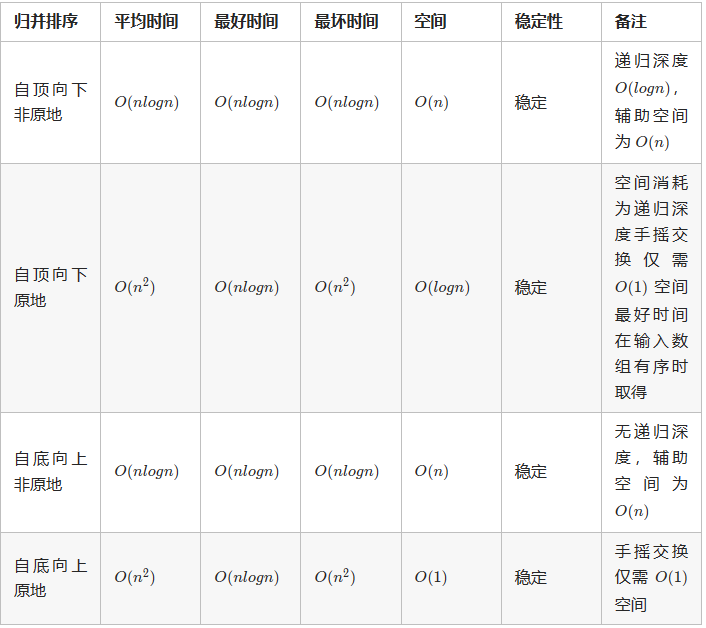 归并排序 平均时间 最好时间 最坏时间 空间 稳定性 备注
自顶向下
非原地
O(nlogn) O(nlogn) O(nlogn) O(n) 稳定
递归深度
O(logn),
辅助空间
为 O(n)
自顶向下
原地
O(n²) O(nlogn) O(n²) O(logn) 稳定
空间消耗
为递归深
度手摇交
换仅需
O(1) 空间
最好时间
在输入数
组有序时
取得
自底向上
非原地
O(nlogn) O(nlogn) O(nlogn) O(n) 稳定
无递归深
度，辅助
空间为
O(n)
自底向上
原地
O(n²) O(nlogn) O(n²) O(1) 稳定
手摇交换
仅需 O(1)
空间